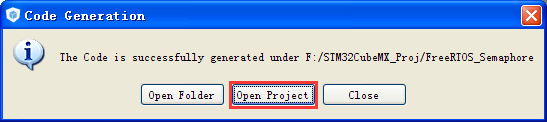 Code Generation
The Code is successfully generated under F:/STM32CubeMX_Proj/FreeRTOS_Semaphore
Open Folder Open Project Close